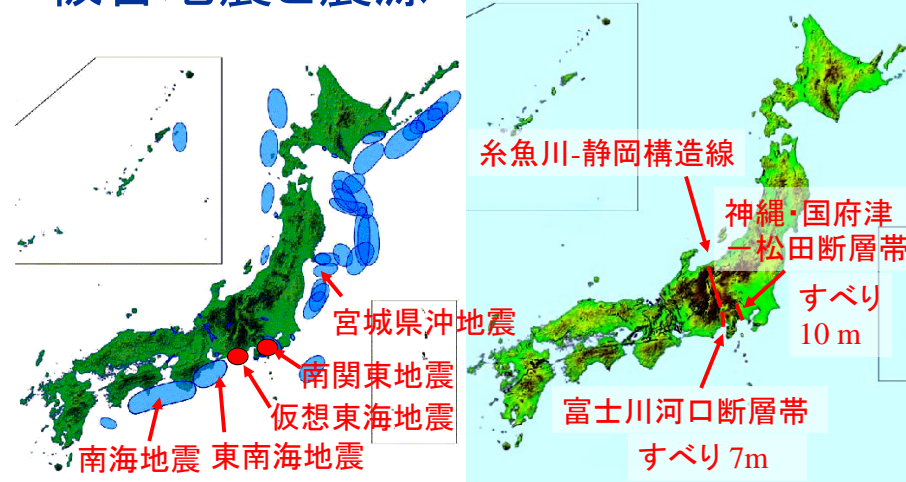 糸魚川-静岡構造線
神縄・国府津
－松田断層帯
すべり
10 m
宮城県沖地震
南関東地震
仮想東海地震
南海地震
東南海地震
富士川河口断層帯
すべり 7m